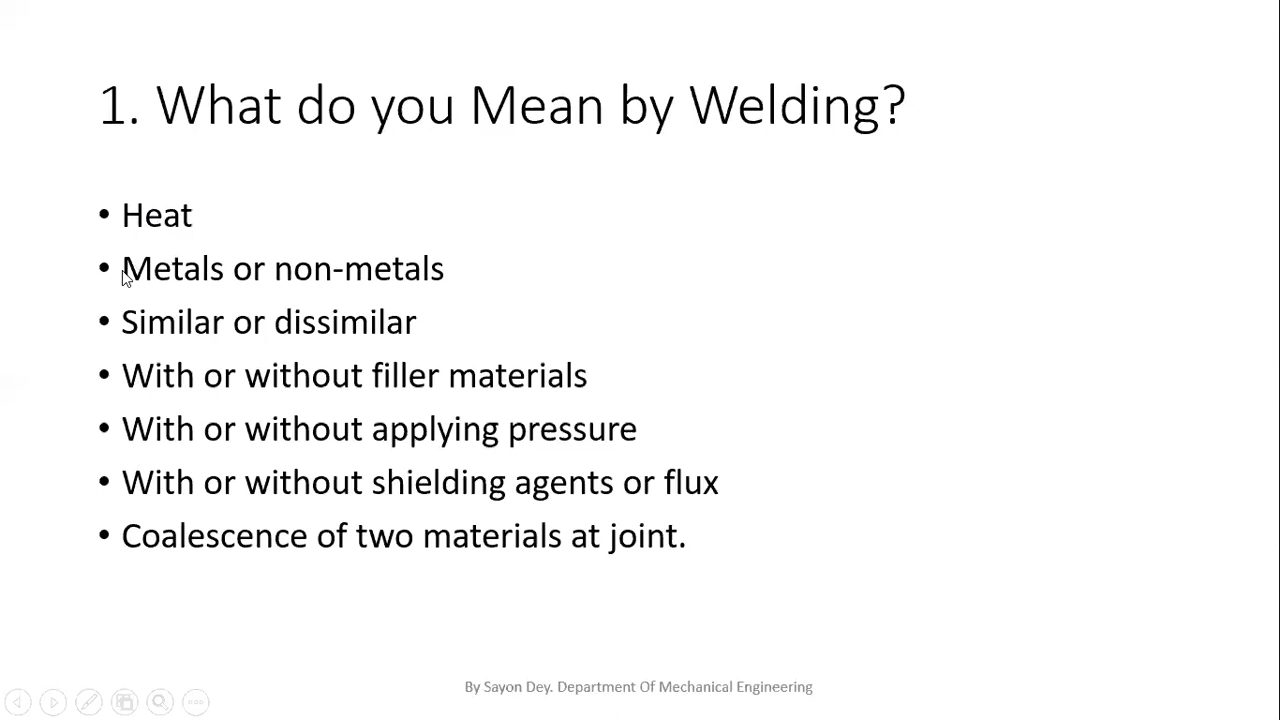 1. What do you Mean by Welding?
• Heat
• Metals or non-metals
• Similar or dissimilar
• With or without filler materials
• With or without applying pressure
• With or without shielding agents or flux
• Coalescence of two materials at joint.
By Sayon Dey. Department Of Mechanical Engineering